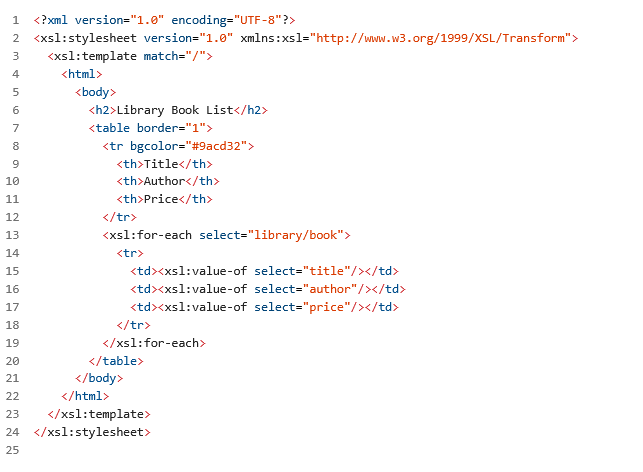 1 <?xml version="1.0" encoding="UTF-8"?>
2 <xsl:stylesheet version="1.0" xmlns:xsl="http://www.w3.org/1999/XSL/Transform">
3   <xsl:template match="/">
4     <html>
5       <body>
6         <h2>Library Book List</h2>
7         <table border="1">
8           <tr bgcolor="#9acd32">
9             <th>Title</th>
10             <th>Author</th>
11             <th>Price</th>
12           </tr>
13           <xsl:for-each select="library/book">
14             <tr>
15               <td><xsl:value-of select="title"/></td>
16               <td><xsl:value-of select="author"/></td>
17               <td><xsl:value-of select="price"/></td>
18             </tr>
19           </xsl:for-each>
20         </table>
21       </body>
22     </html>
23   </xsl:template>
24 </xsl:stylesheet>
25